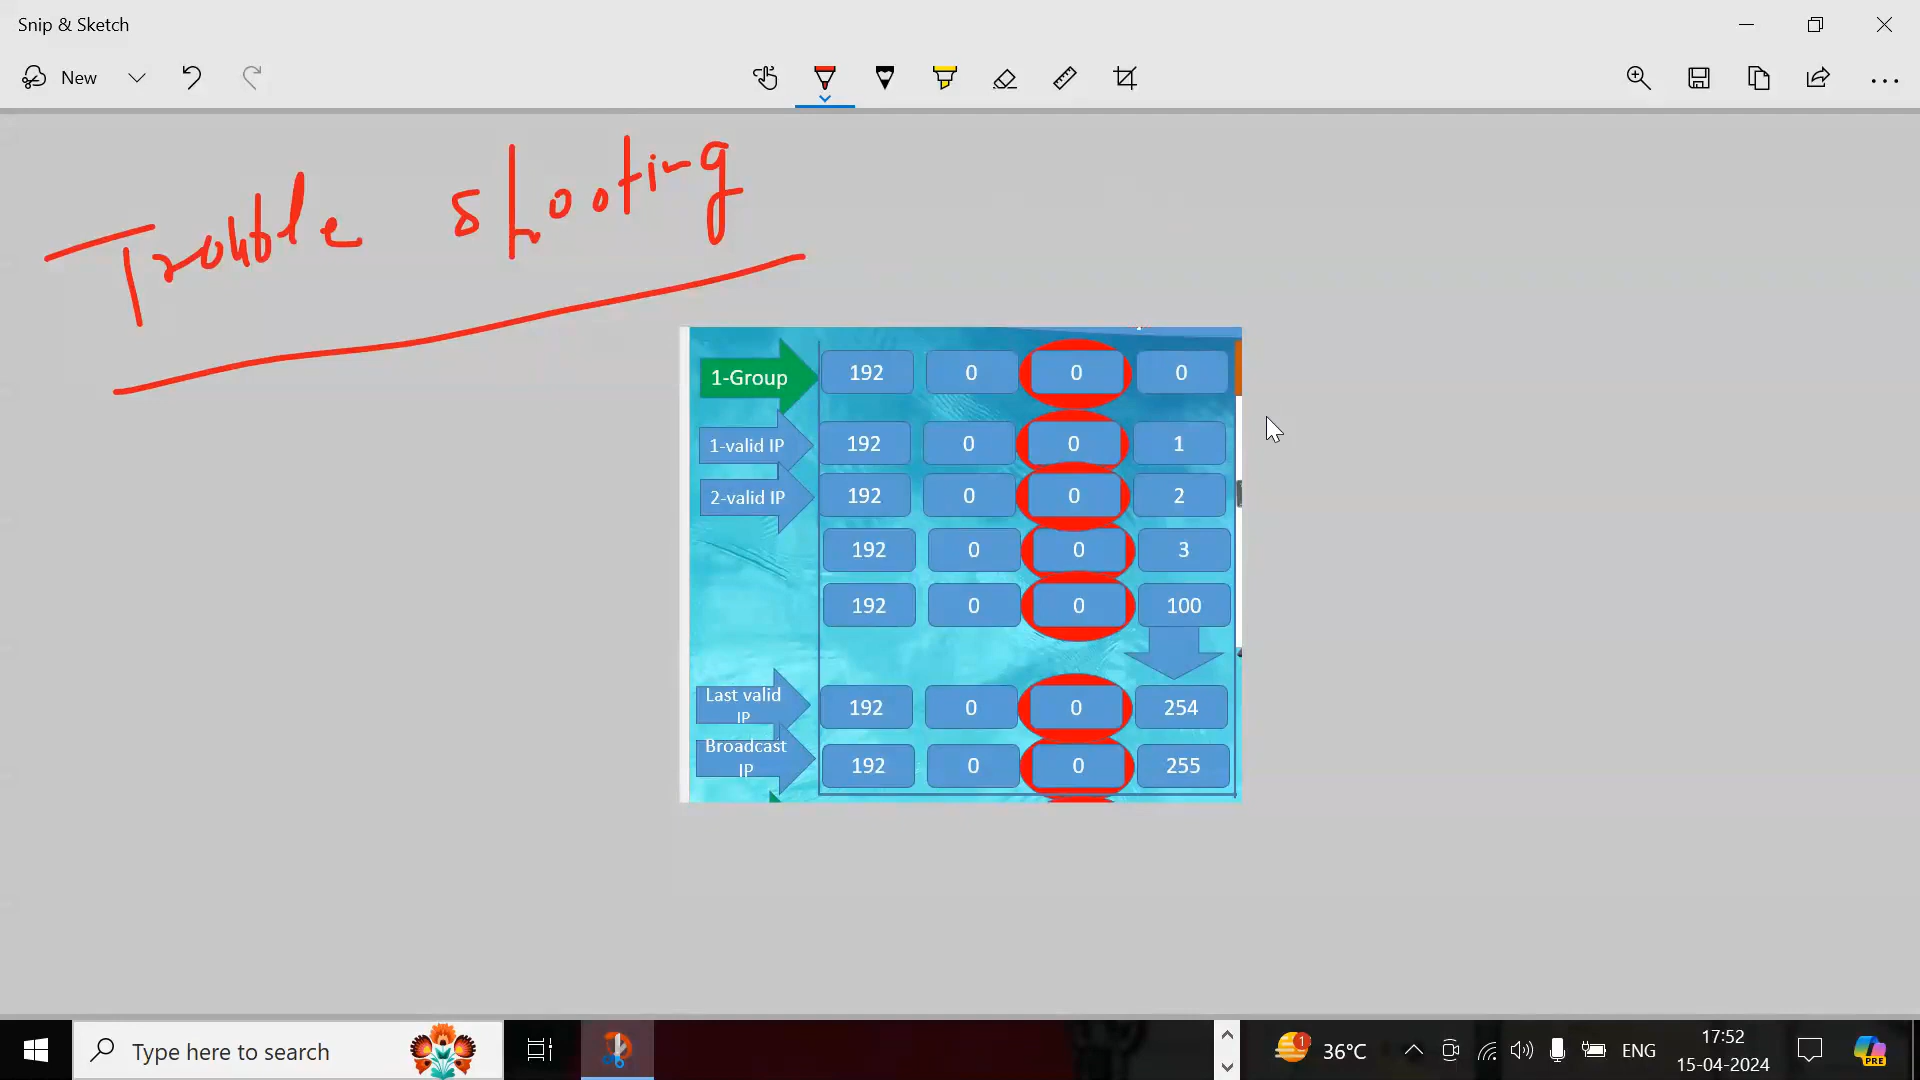 Snip & Sketch
New
Trouble shooting
1-Group 192 0 0 0
1-valid IP 192 0 0 1
2-valid IP 192 0 0 2
192 0 0 3
192 0 0 100
Last valid IP 192 0 0 254
Broadcast IP 192 0 0 255
Type here to search
1
36°C
ENG
17:52
15-04-2024
PRE